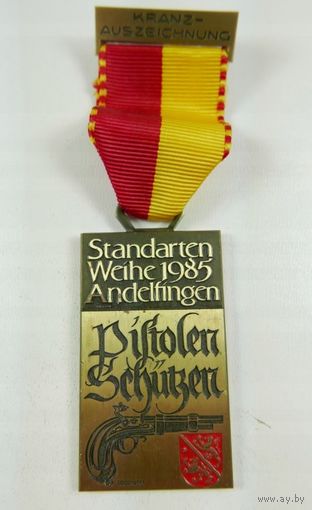 KRANZ-
AUSZEICHNUNG
Standarten
Weihe 1985
Andelfingen
Pistolen
Schützen
www.ay.by